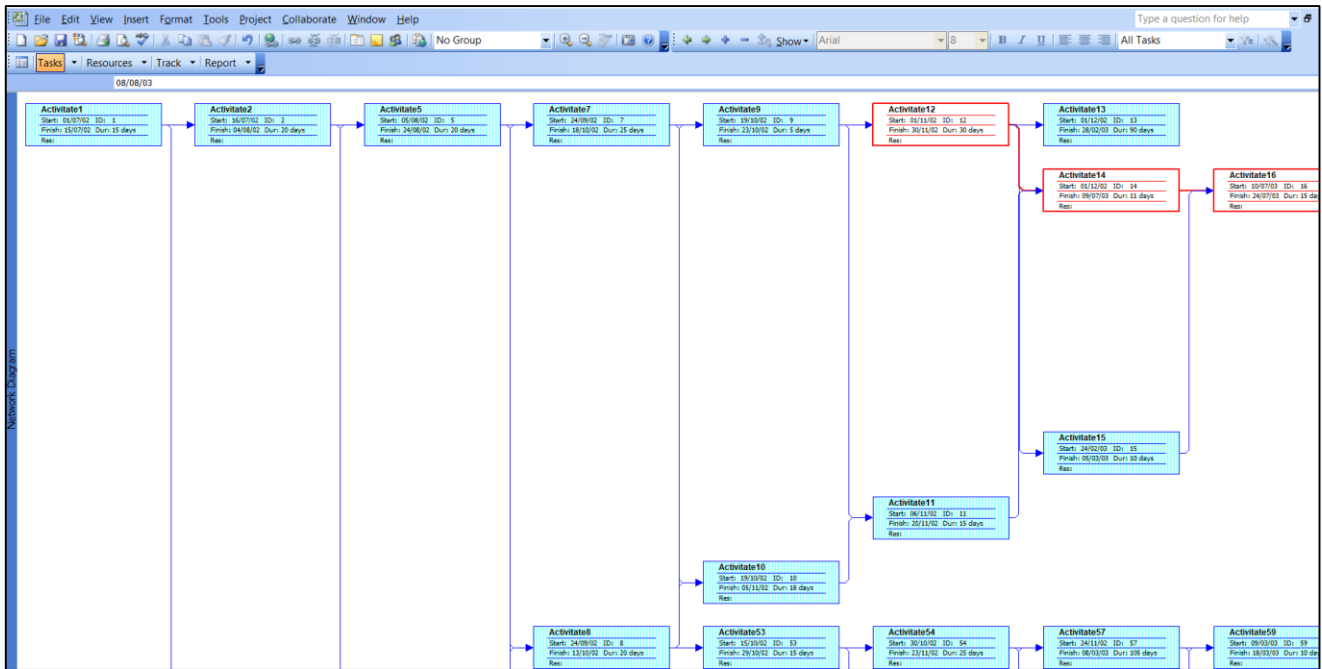 File Edit View Insert Format Tools Project Collaborate Window Help Type a question for help
No Group Show Arial 8 B I U All Tasks
Tasks Resources Track Report
08/08/03
Network Diagram
Activitate1
Start: 01/07/02 ID: 1
Finish: 15/07/02 Dur: 15 days
Res:
Activitate2
Start: 16/07/02 ID: 2
Finish: 04/08/02 Dur: 20 days
Res:
Activitate5
Start: 05/08/02 ID: 5
Finish: 24/08/02 Dur: 20 days
Res:
Activitate7
Start: 24/09/02 ID: 7
Finish: 18/10/02 Dur: 25 days
Res:
Activitate9
Start: 19/10/02 ID: 9
Finish: 23/10/02 Dur: 5 days
Res:
Activitate12
Start: 01/11/02 ID: 12
Finish: 30/11/02 Dur: 30 days
Res:
Activitate13
Start: 01/12/02 ID: 13
Finish: 28/02/03 Dur: 90 days
Res:
Activitate14
Start: 01/12/02 ID: 14
Finish: 09/07/03 Dur: 11 days
Res:
Activitate16
Start: 10/07/03 ID: 16
Finish: 24/07/03 Dur: 15 day
Res:
Activitate15
Start: 24/02/03 ID: 15
Finish: 05/03/03 Dur: 10 days
Res:
Activitate11
Start: 06/11/02 ID: 11
Finish: 20/11/02 Dur: 15 days
Res:
Activitate10
Start: 19/10/02 ID: 10
Finish: 05/11/02 Dur: 18 days
Res:
Activitate8
Start: 24/09/02 ID: 8
Finish: 13/10/02 Dur: 20 days
Res:
Activitate53
Start: 15/10/02 ID: 53
Finish: 29/10/02 Dur: 15 days
Res:
Activitate54
Start: 30/10/02 ID: 54
Finish: 23/11/02 Dur: 25 days
Res:
Activitate57
Start: 24/11/02 ID: 57
Finish: 08/03/03 Dur: 105 days
Res:
Activitate59
Start: 09/03/03 ID: 59
Finish: 18/03/03 Dur: 10 day
Res: